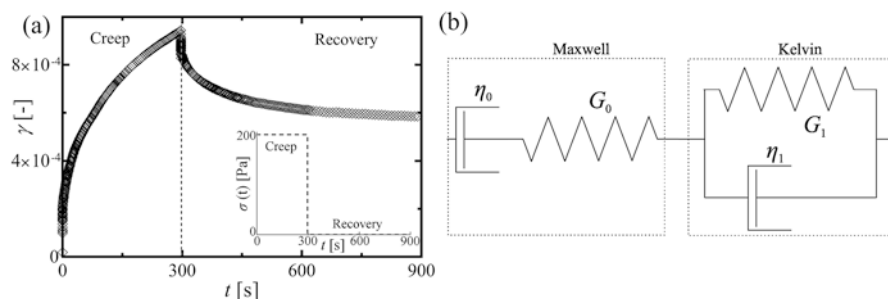 (a)
Creep
Recovery
8×10⁻⁴
4×10⁻⁴
0
γ [-]
0 300 600 900
t [s]
200
Creep
0
σ (t) [Pa]
Recovery
0 300 600 900
t [s]
(b)
Maxwell
Kelvin
η₀
G₀
G₁
η₁